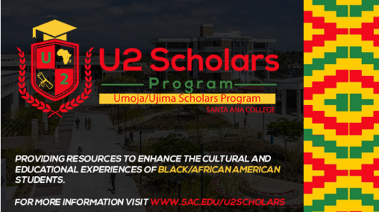 U
2
U2 Scholars
Program
Umoja/Ujima Scholars Program
SANTA ANA COLLEGE
PROVIDING RESOURCES TO ENHANCE THE CULTURAL AND
EDUCATIONAL EXPERIENCES OF BLACK/AFRICAN AMERICAN
STUDENTS.
FOR MORE INFORMATION VISIT WWW.SAC.EDU/U2SCHOLARS